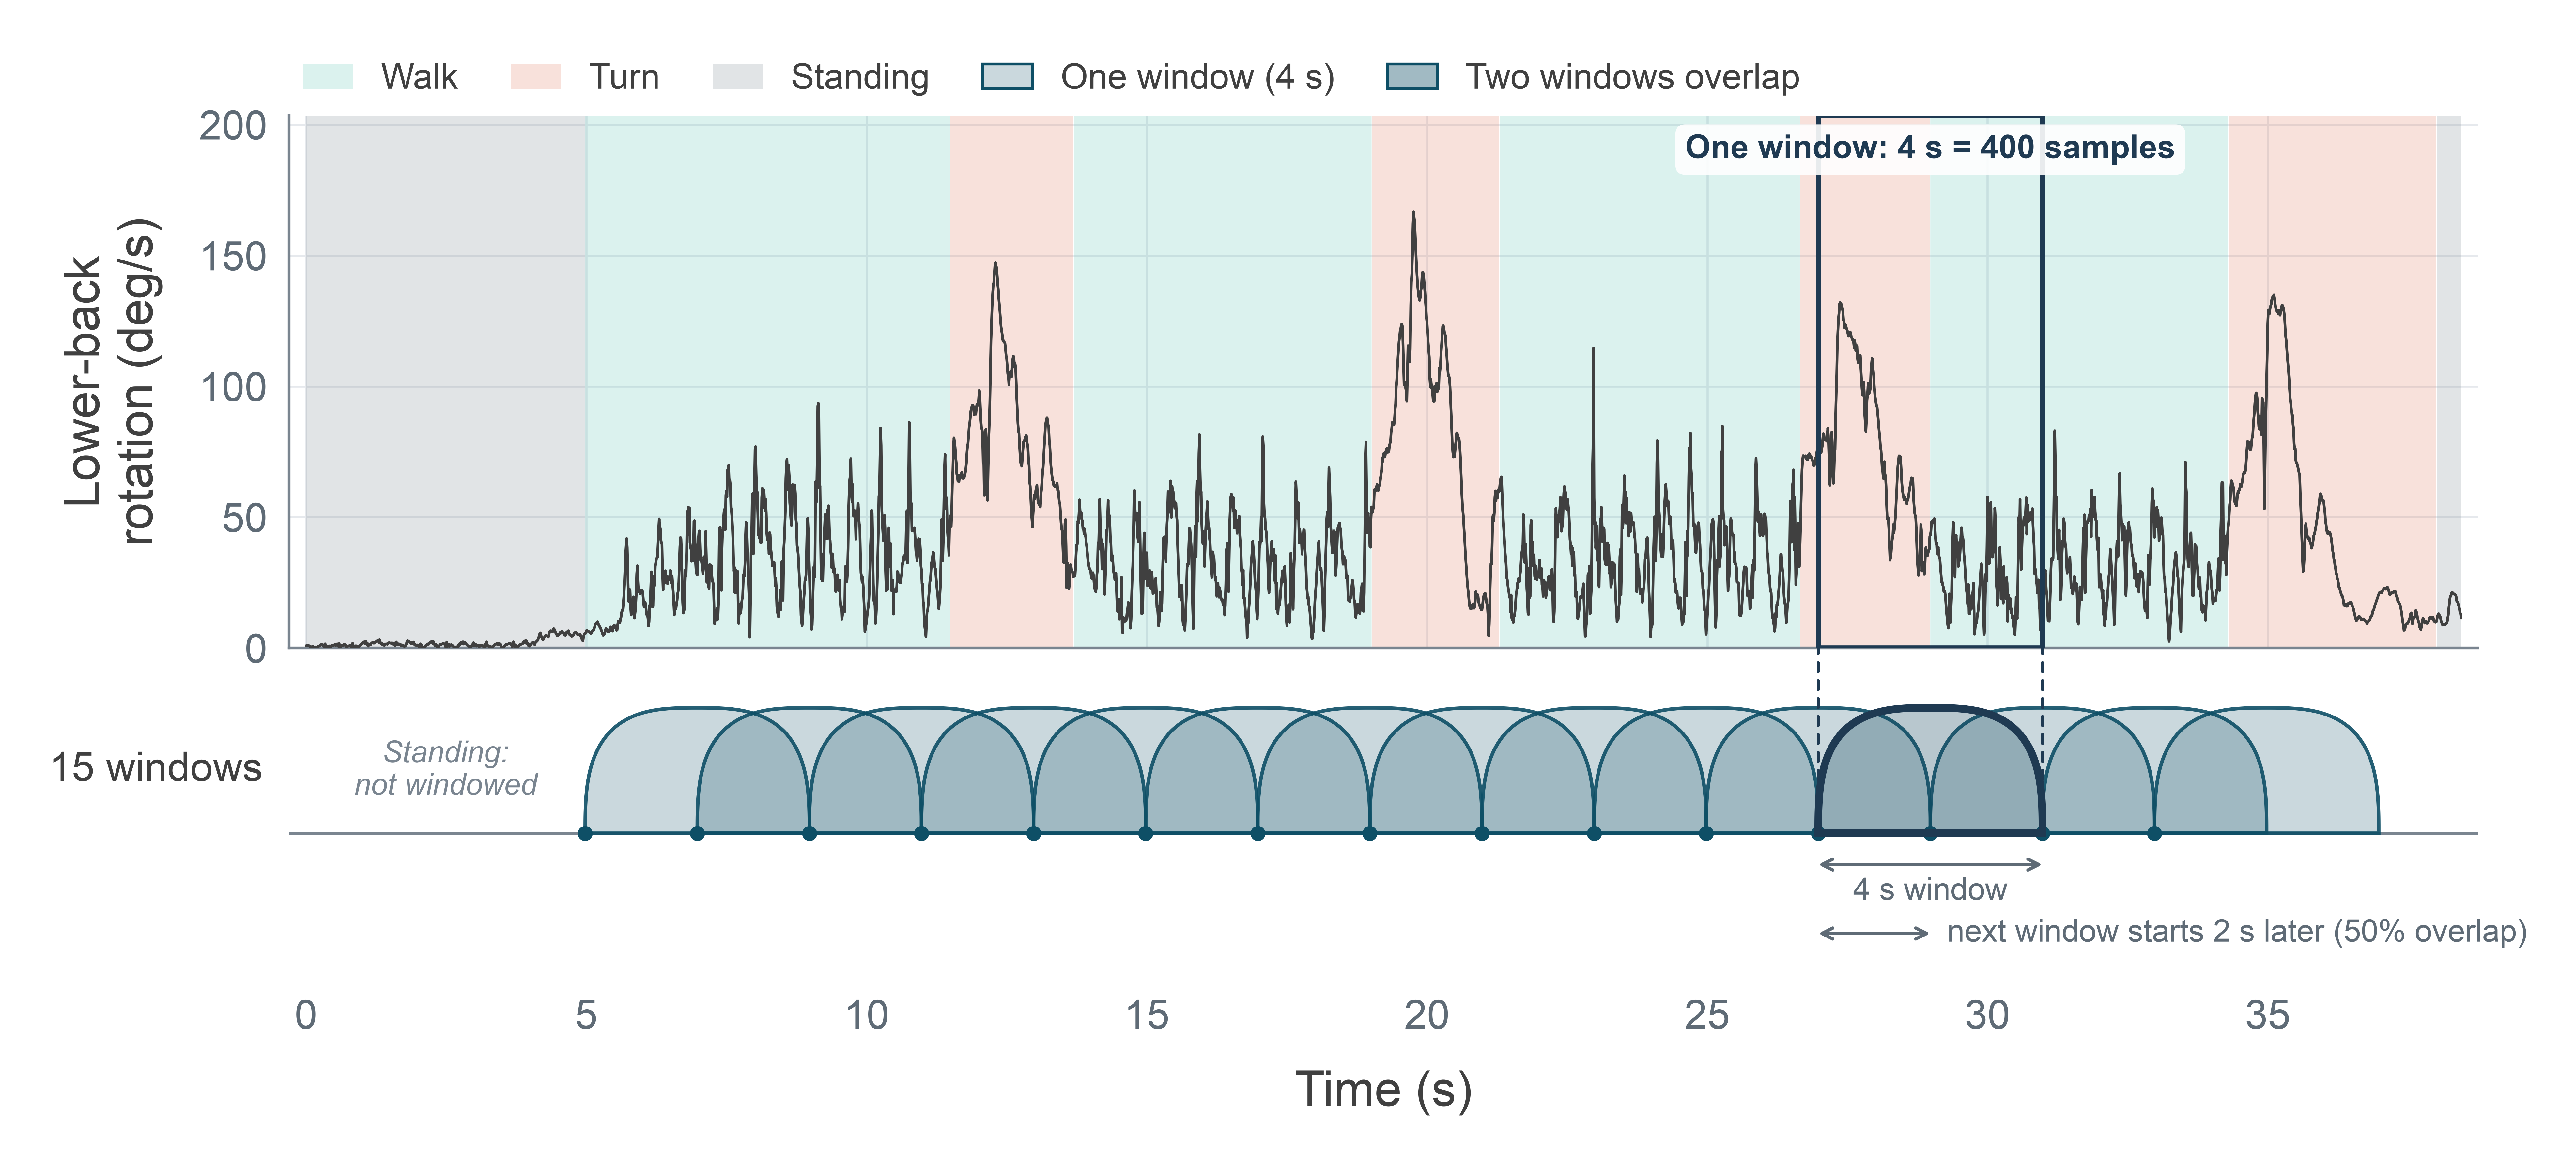 Walk
Turn
Standing
One window (4 s)
Two windows overlap
200
150
100
50
0
Lower-back
rotation (deg/s)
One window: 4 s = 400 samples
15 windows
Standing:
not windowed
4 s window
next window starts 2 s later (50% overlap)
0
5
10
15
20
25
30
35
Time (s)